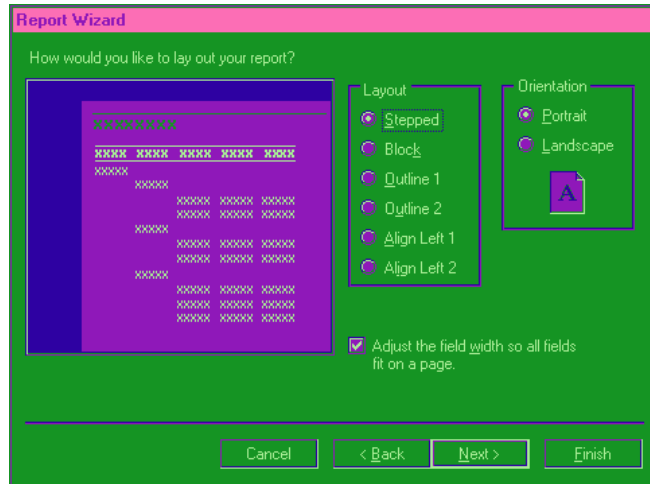 Report Wizard
How would you like to lay out your report?
XXXXXXXX
XXXX XXXX XXXX XXXX XXXX
XXXXX
XXXXX
XXXXX XXXXX XXXXX
XXXXX XXXXX XXXXX
XXXXX
XXXXX XXXXX XXXXX
XXXXX XXXXX XXXXX
XXXXX
XXXXX XXXXX XXXXX
XXXXX XXXXX XXXXX
XXXXX XXXXX XXXXX
Layout
Stepped
Block
Outline 1
Outline 2
Align Left 1
Align Left 2
Orientation
Portrait
Landscape
A
Adjust the field width so all fields
fit on a page.
Cancel < Back Next > Finish